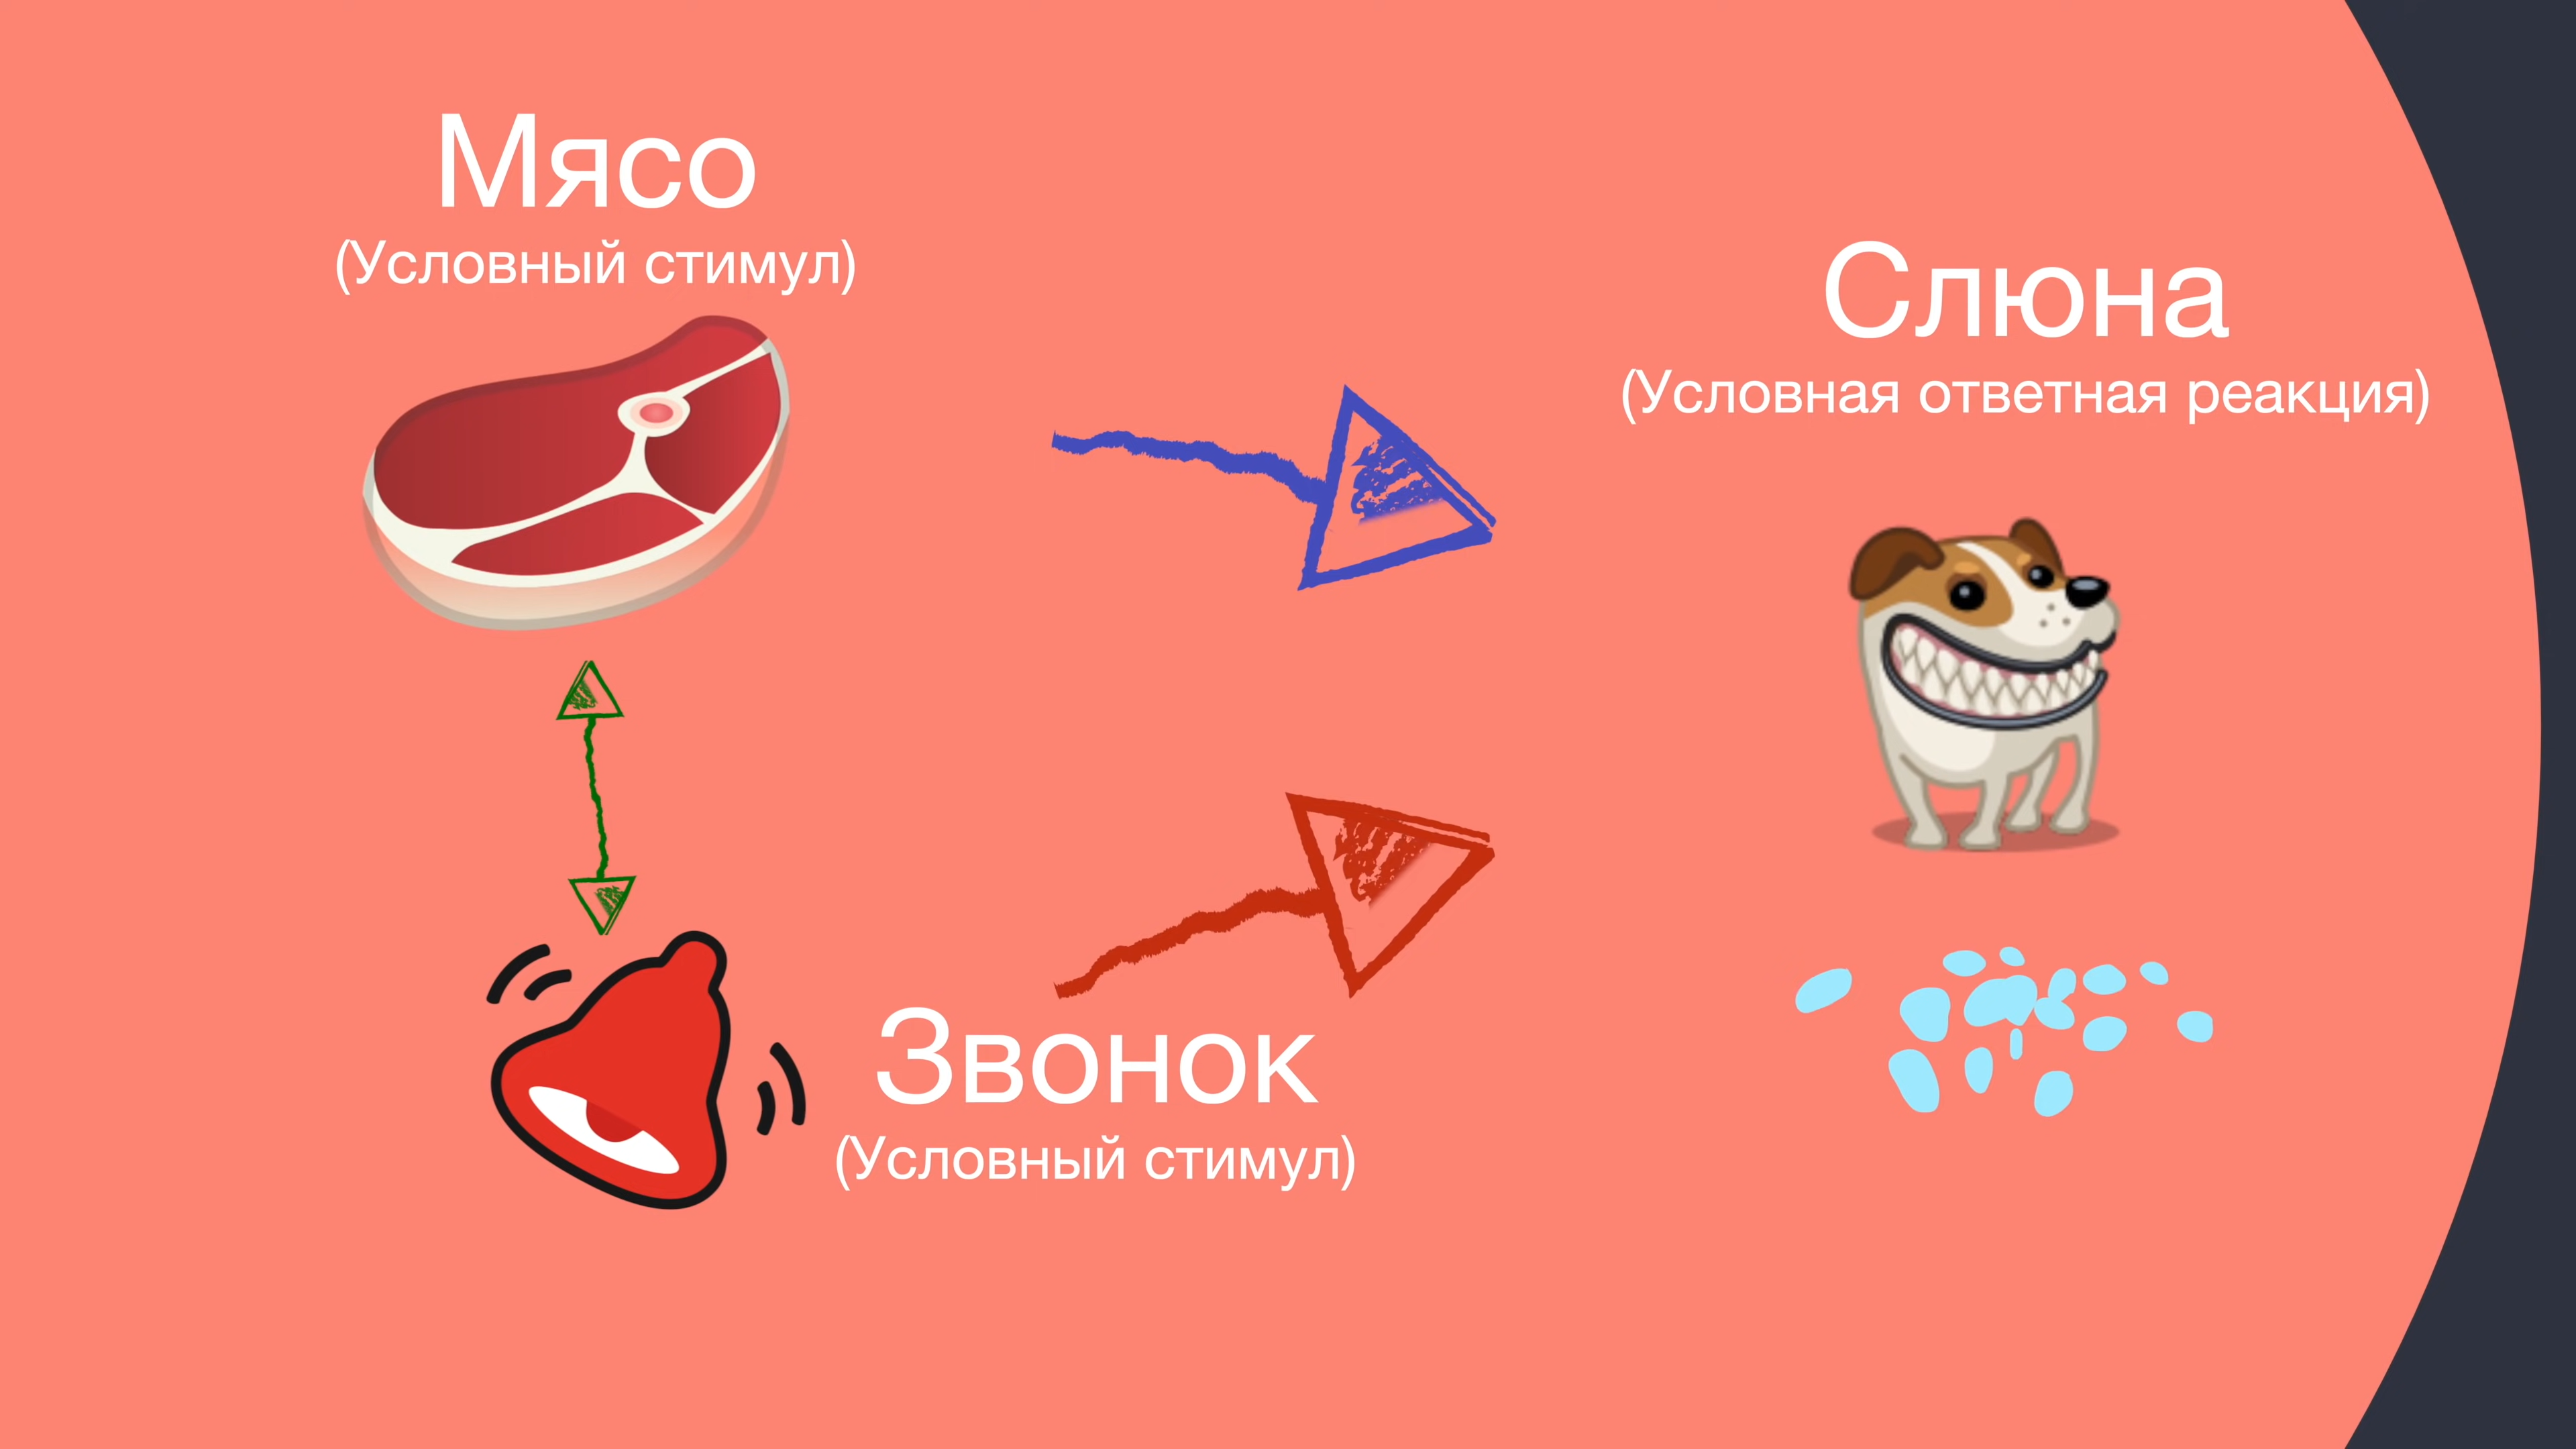 Мясо
(Условный стимул)
Слюна
(Условная ответная реакция)
Звонок
(Условный стимул)